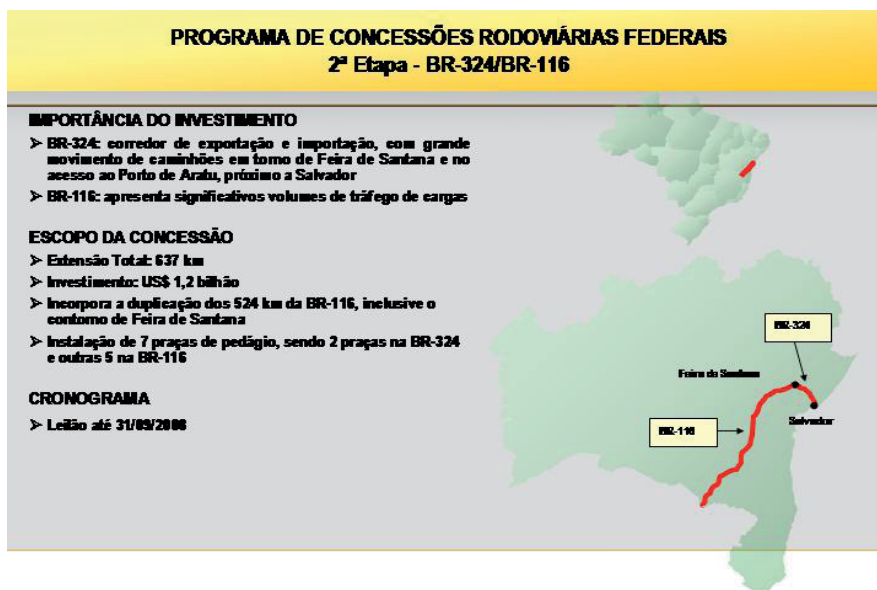 PROGRAMA DE CONCESSÕES RODOVIÁRIAS FEDERAIS
2ª Etapa - BR-324/BR-116
IMPORTÂNCIA DO INVESTIMENTO
➢ BR-324: corredor de exportação e importação, com grande
movimento de caminhões em torno de Feira de Santana e no
acesso ao Porto de Aratu, próximo a Salvador
➢ BR-116: apresenta significativos volumes de tráfego de cargas
ESCOPO DA CONCESSÃO
➢ Extensão Total: 637 km
➢ Investimento: US$ 1,2 bilhão
➢ Incorpora a duplicação dos 524 km da BR-116, inclusive o
contorno de Feira de Santana
➢ Instalação de 7 praças de pedágio, sendo 2 praças na BR-324
e outras 5 na BR-116
CRONOGRAMA
➢ Leilão até 31/09/2008
BR-324
Feira de Santana
Salvador
BR-116